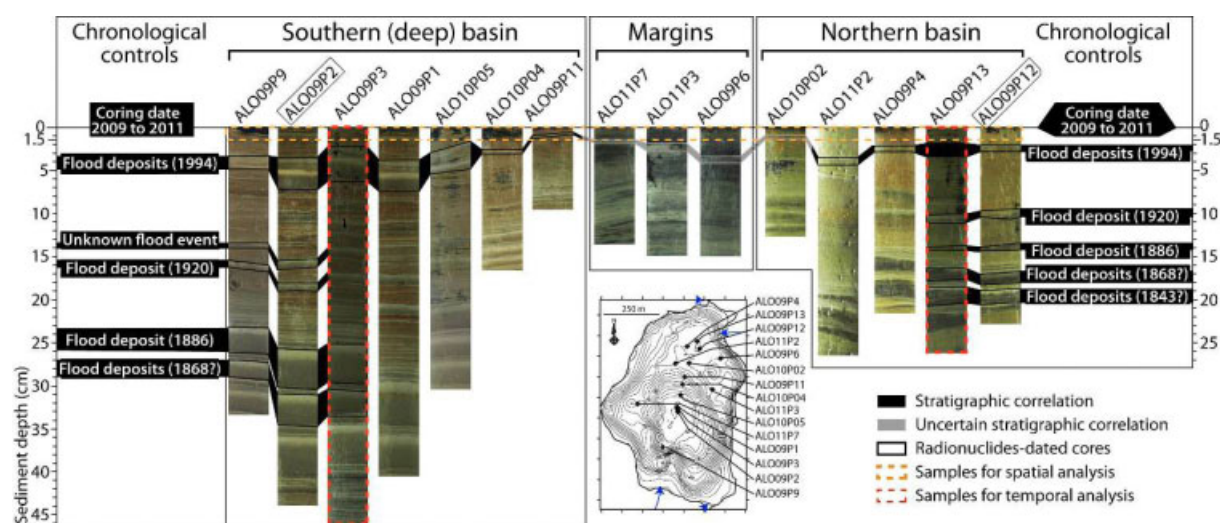 Chronological controls
Southern (deep) basin
Margins
Northern basin
Chronological controls
ALO09P9
ALO09P2
ALO09P3
ALO09P1
ALO10P05
ALO10P04
ALO09P11
ALO11P7
ALO11P3
ALO09P6
ALO10P02
ALO11P2
ALO09P4
ALO09P13
ALO09P12
Coring date
2009 to 2011
Flood deposits (1994)
Unknown flood event
Flood deposit (1920)
Flood deposit (1886)
Flood deposits (1868?)
Sediment depth (cm)
0
1.5
5
10
15
20
25
30
35
40
45
Coring date
2009 to 2011
Flood deposits (1994)
Flood deposit (1920)
Flood deposit (1886)
Flood deposits (1868?)
Flood deposits (1843?)
0
1.5
5
10
15
20
25
250 m
ALO09P4
ALO09P13
ALO09P12
ALO11P2
ALO09P6
ALO10P02
ALO09P11
ALO10P04
ALO11P3
ALO10P05
ALO11P7
ALO09P1
ALO09P3
ALO09P2
ALO09P9
Stratigraphic correlation
Uncertain stratigraphic correlation
Radionuclides-dated cores
Samples for spatial analysis
Samples for temporal analysis